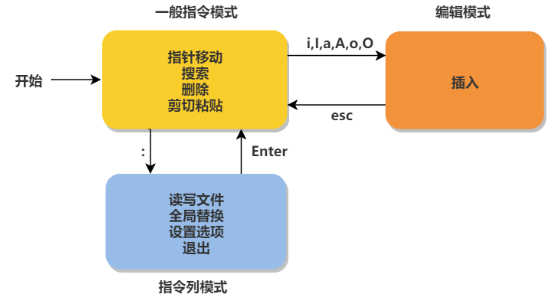 一般指令模式
编辑模式
开始
指针移动
搜索
删除
剪切粘贴
i,I,a,A,o,O
插入
esc
:
Enter
读写文件
全局替换
设置选项
退出
指令列模式